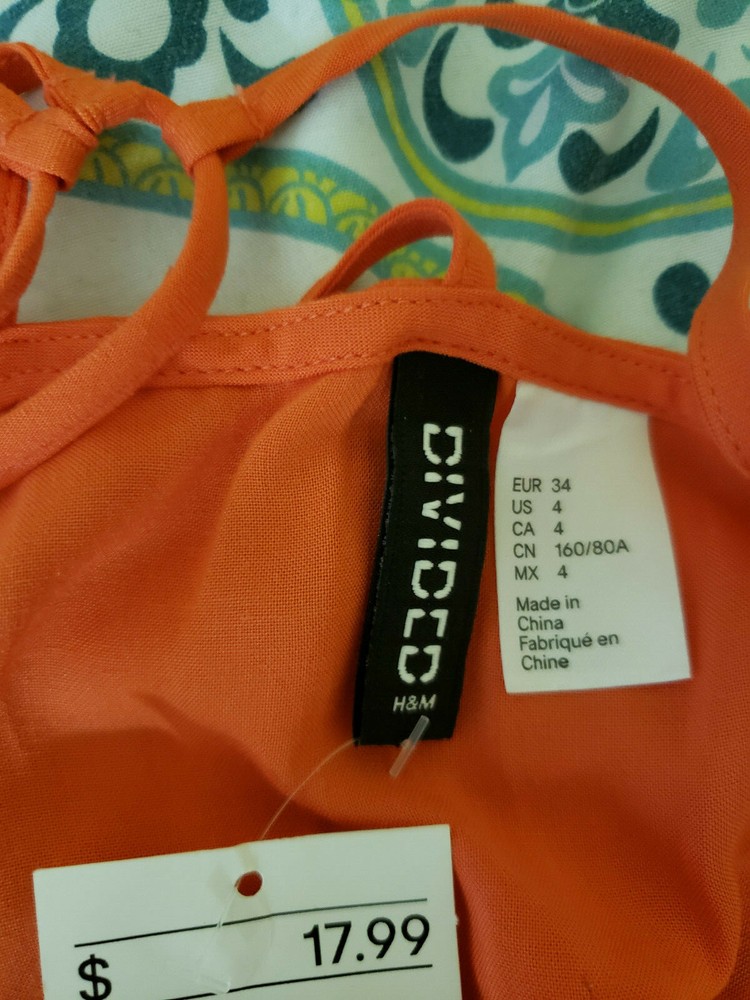 DIVIDED
H&M
EUR 34
US 4
CA 4
CN 160/80A
MX 4
Made in
China
Fabriqué en
Chine
17.99
$